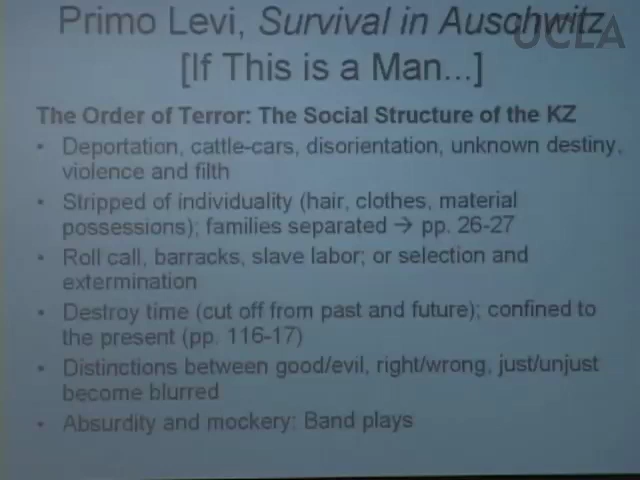 Primo Levi, Survival in Auschwitz
UCLA
[If This is a Man...]
The Order of Terror: The Social Structure of the KZ
• Deportation, cattle-cars, disorientation, unknown destiny,
violence and filth
• Stripped of individuality (hair, clothes, material
possessions); families separated → pp. 26-27
• Roll call, barracks, slave labor; or selection and
extermination
• Destroy time (cut off from past and future); confined to
the present (pp. 116-17)
• Distinctions between good/evil, right/wrong, just/unjust
become blurred
• Absurdity and mockery: Band plays